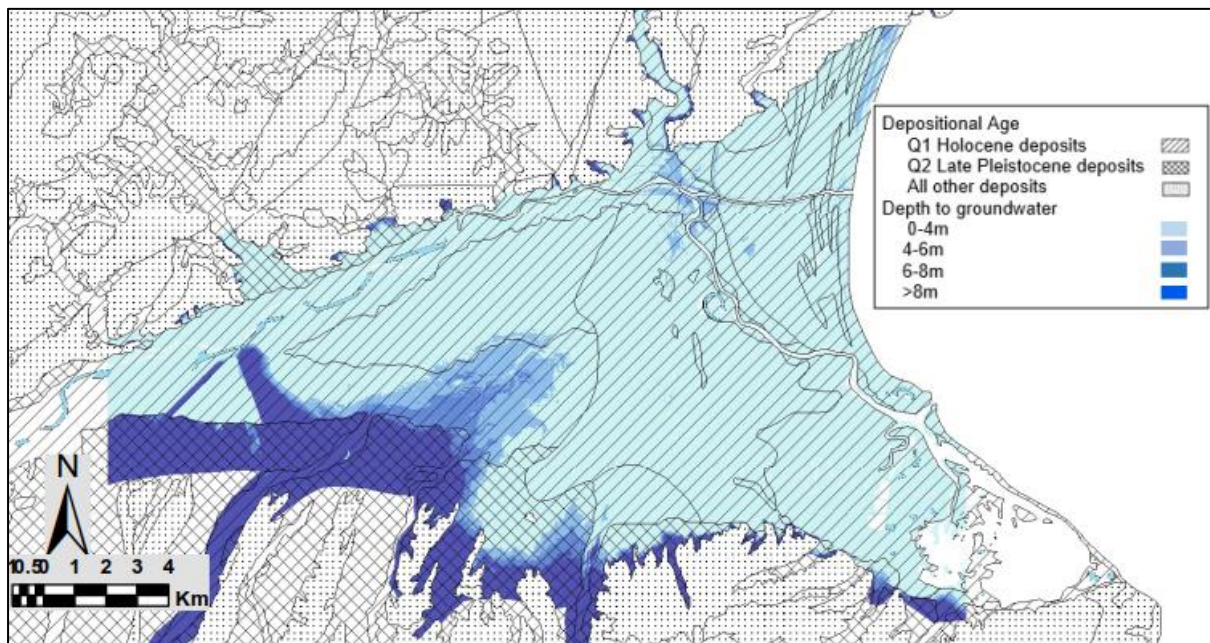 Depositional Age
Q1 Holocene deposits
Q2 Late Pleistocene deposits
All other deposits
Depth to groundwater
0-4m
4-6m
6-8m
>8m
N
10.50 1 2 3 4
Km